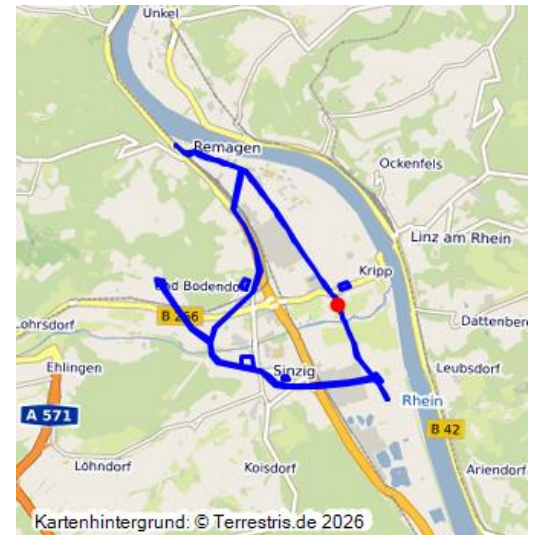 Unkel
Remagen
Ockenfels
Linz am Rhein
Kripp
Bad Bodendo
B 266
Lohrsdorf
Dattenber
Ehlingen
Sinzig
Leubsdorf
Rhein
A 571
B 42
Löhndorf
Koisdorf
Ariendorf
Kartenhintergrund: © Terrestris.de 2026